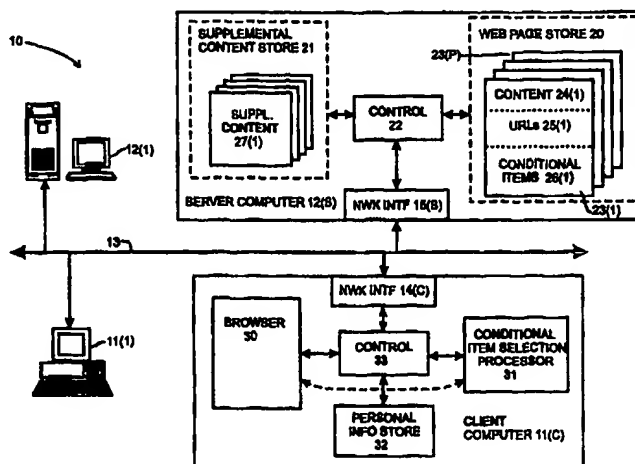 10
12(1)
SUPPLEMENTAL
CONTENT STORE 21
SUPPL.
CONTENT
27(1)
CONTROL
22
WEB PAGE STORE 20
23(P)
CONTENT 24(1)
URLs 25(1)
CONDITIONAL
ITEMS 26(1)
23(1)
SERVER COMPUTER 12(S)
NWK INTF 15(S)
13
11(1)
NWK INTF 14(C)
BROWSER
30
CONTROL
33
CONDITIONAL
ITEM SELECTION
PROCESSOR
31
PERSONAL
INFO STORE
32
CLIENT
COMPUTER 11(C)